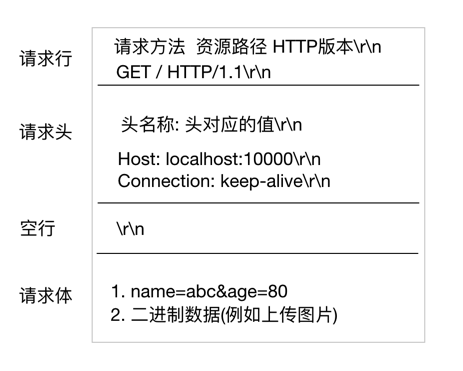 请求行
请求方法 资源路径 HTTP版本\r\n
GET / HTTP/1.1\r\n
请求头
头名称: 头对应的值\r\n
Host: localhost:10000\r\n
Connection: keep-alive\r\n
空行
\r\n
请求体
1. name=abc&age=80
2. 二进制数据(例如上传图片)